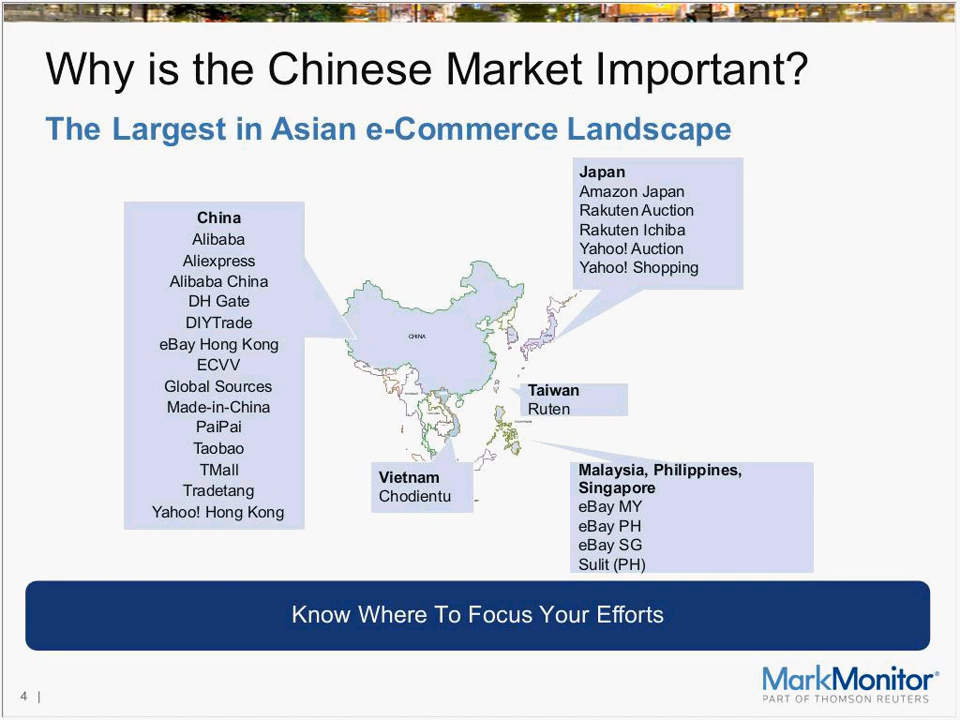 Why is the Chinese Market Important?
The Largest in Asian e-Commerce Landscape
China
Alibaba
Aliexpress
Alibaba China
DH Gate
DIYTrade
eBay Hong Kong
ECVV
Global Sources
Made-in-China
PaiPai
Taobao
TMall
Tradetang
Yahoo! Hong Kong
Japan
Amazon Japan
Rakuten Auction
Rakuten Ichiba
Yahoo! Auction
Yahoo! Shopping
CHINA
Taiwan
Ruten
Vietnam
Chodientu
Malaysia, Philippines,
Singapore
eBay MY
eBay PH
eBay SG
Sulit (PH)
Know Where To Focus Your Efforts
4 |
MarkMonitor®
PART OF THOMSON REUTERS